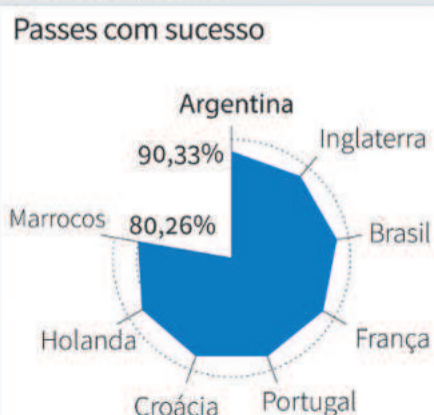 Passes com sucesso
Argentina
90,33%
Inglaterra
Marrocos
80,26%
Brasil
Holanda
França
Croácia
Portugal